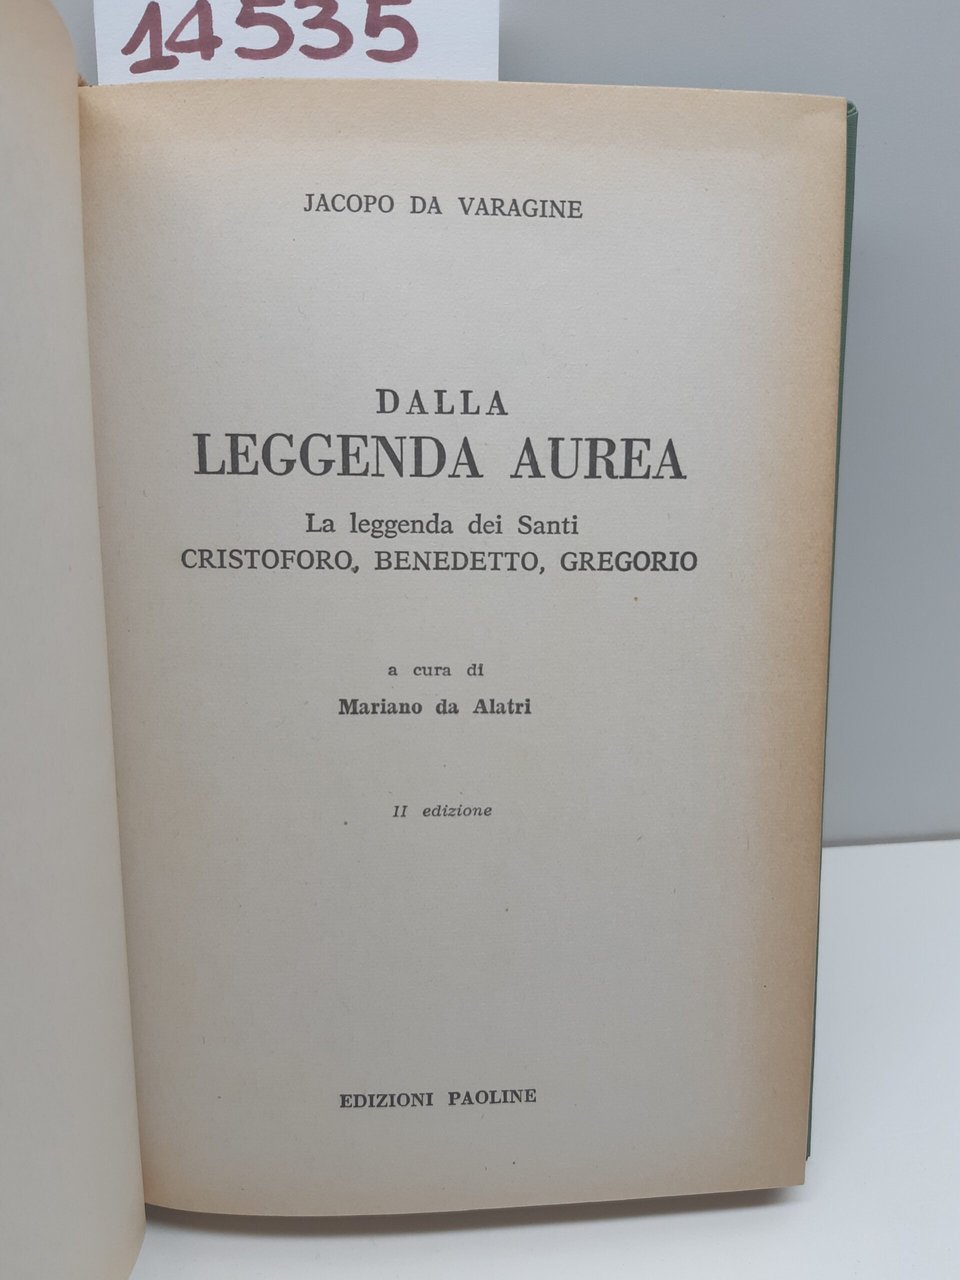 14535
JACOPO DA VARAGINE
DALLA
LEGGENDA AUREA
La leggenda dei Santi
CRISTOFORO, BENEDETTO, GREGORIO
a cura di
Mariano da Alatri
II edizione
EDIZIONI PAOLINE